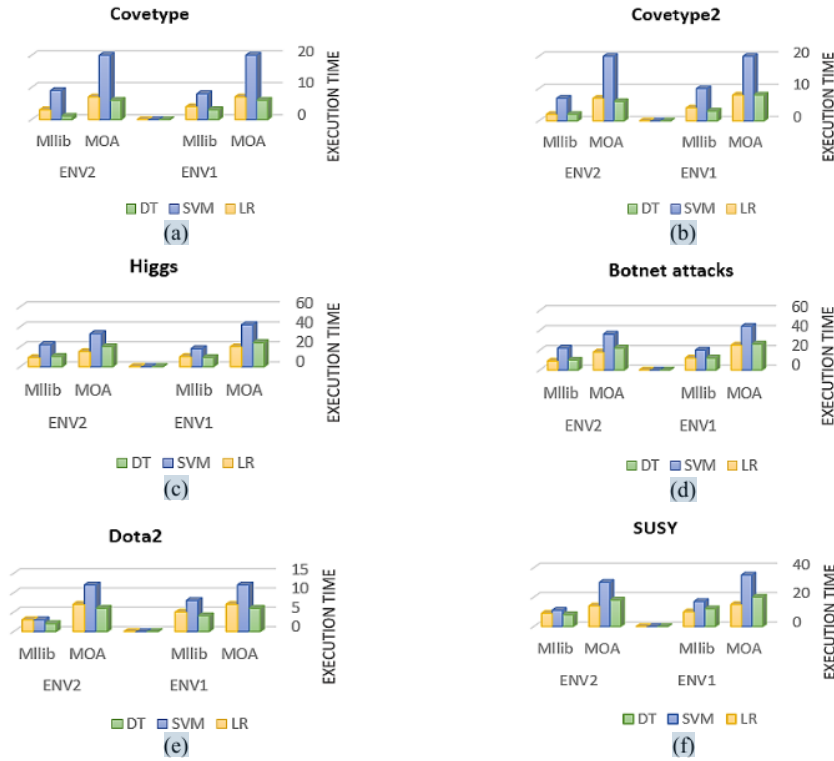 Covetype
20
10
0
EXECUTION TIME
Mllib MOA Mllib MOA
ENV2 ENV1
DT SVM LR
(a)
Covetype2
20
10
0
EXECUTION TIME
Mllib MOA Mllib MOA
ENV2 ENV1
DT SVM LR
(b)
Higgs
60
40
20
0
EXECUTION TIME
Mllib MOA Mllib MOA
ENV2 ENV1
DT SVM LR
(c)
Botnet attacks
60
40
20
0
EXECUTION TIME
Mllib MOA Mllib MOA
ENV2 ENV1
DT SVM LR
(d)
Dota2
15
10
5
0
EXECUTION TIME
Mllib MOA Mllib MOA
ENV2 ENV1
DT SVM LR
(e)
SUSY
40
20
0
EXECUTION TIME
Mllib MOA Mllib MOA
ENV2 ENV1
DT SVM LR
(f)